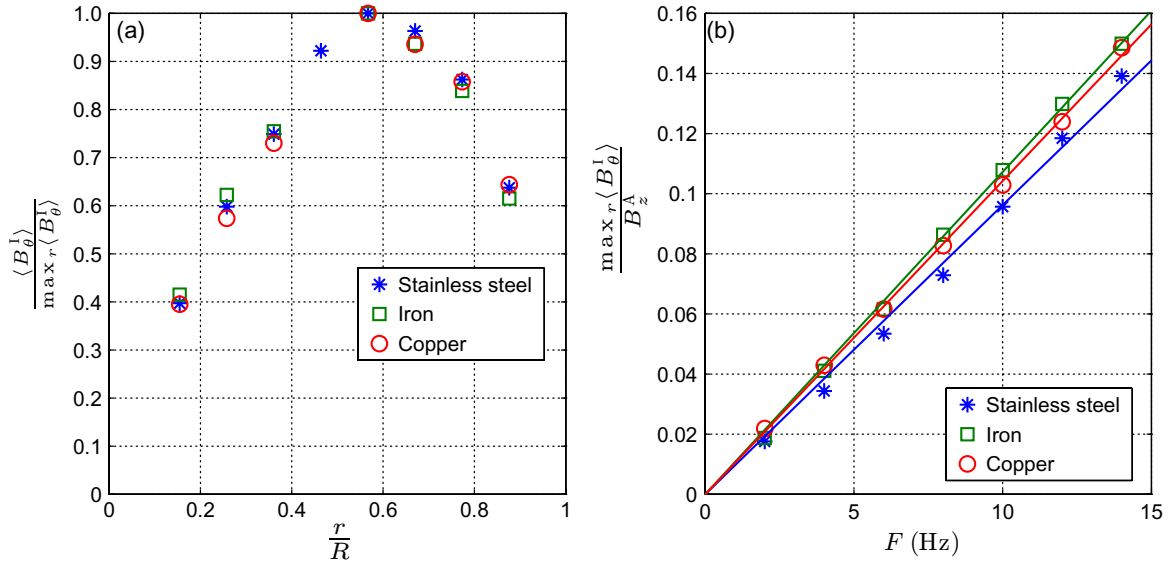 (a)
1.0
0.9
0.8
0.7
0.6
0.5
0.4
0.3
0.2
0.1
0
0 0.2 0.4 0.6 0.8 1
⟨B_θ^I⟩ / max_r⟨B_θ^I⟩
r/R
Stainless steel
Iron
Copper
(b)
0.16
0.14
0.12
0.1
0.08
0.06
0.04
0.02
0
0 5 10 15
max_r⟨B_θ^I⟩ / B_z^A
F (Hz)
Stainless steel
Iron
Copper